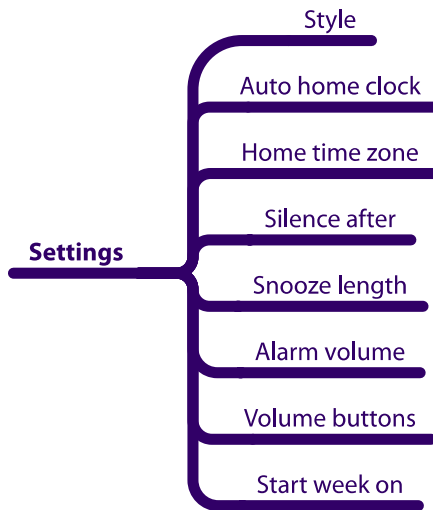 Style
Auto home clock
Home time zone
Silence after
Settings
Snooze length
Alarm volume
Volume buttons
Start week on